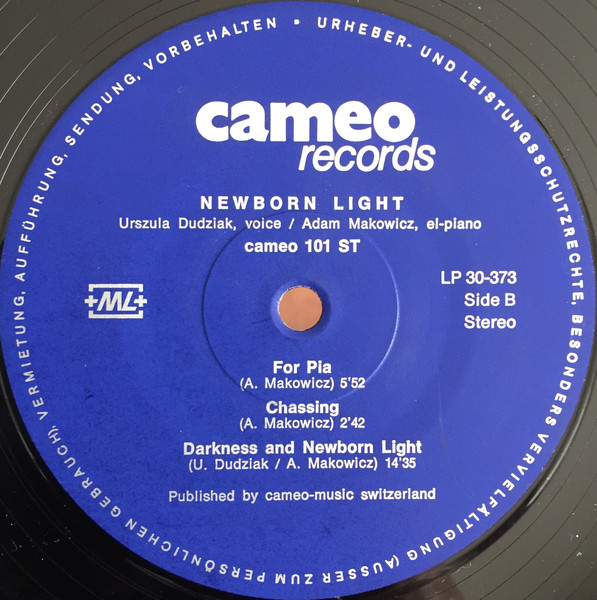 URHEBER- UND LEISTUNGSSCHUTZRECHTE, BESONDERS VERVIELFÄLTIGUNG (AUSSER ZUM PERSÖNLICHEN GEBRAUCH), VERMIETUNG, AUFFÜHRUNG, SENDUNG, VORBEHALTEN •
cameo
records
NEWBORN LIGHT
Urszula Dudziak, voice / Adam Makowicz, el-piano
cameo 101 ST
LP 30-373
+ML+
Side B
Stereo
For Pia
(A. Makowicz) 5'52
Chassing
(A. Makowicz) 2'42
Darkness and Newborn Light
(U. Dudziak / A. Makowicz) 14'35
Published by cameo-music switzerland